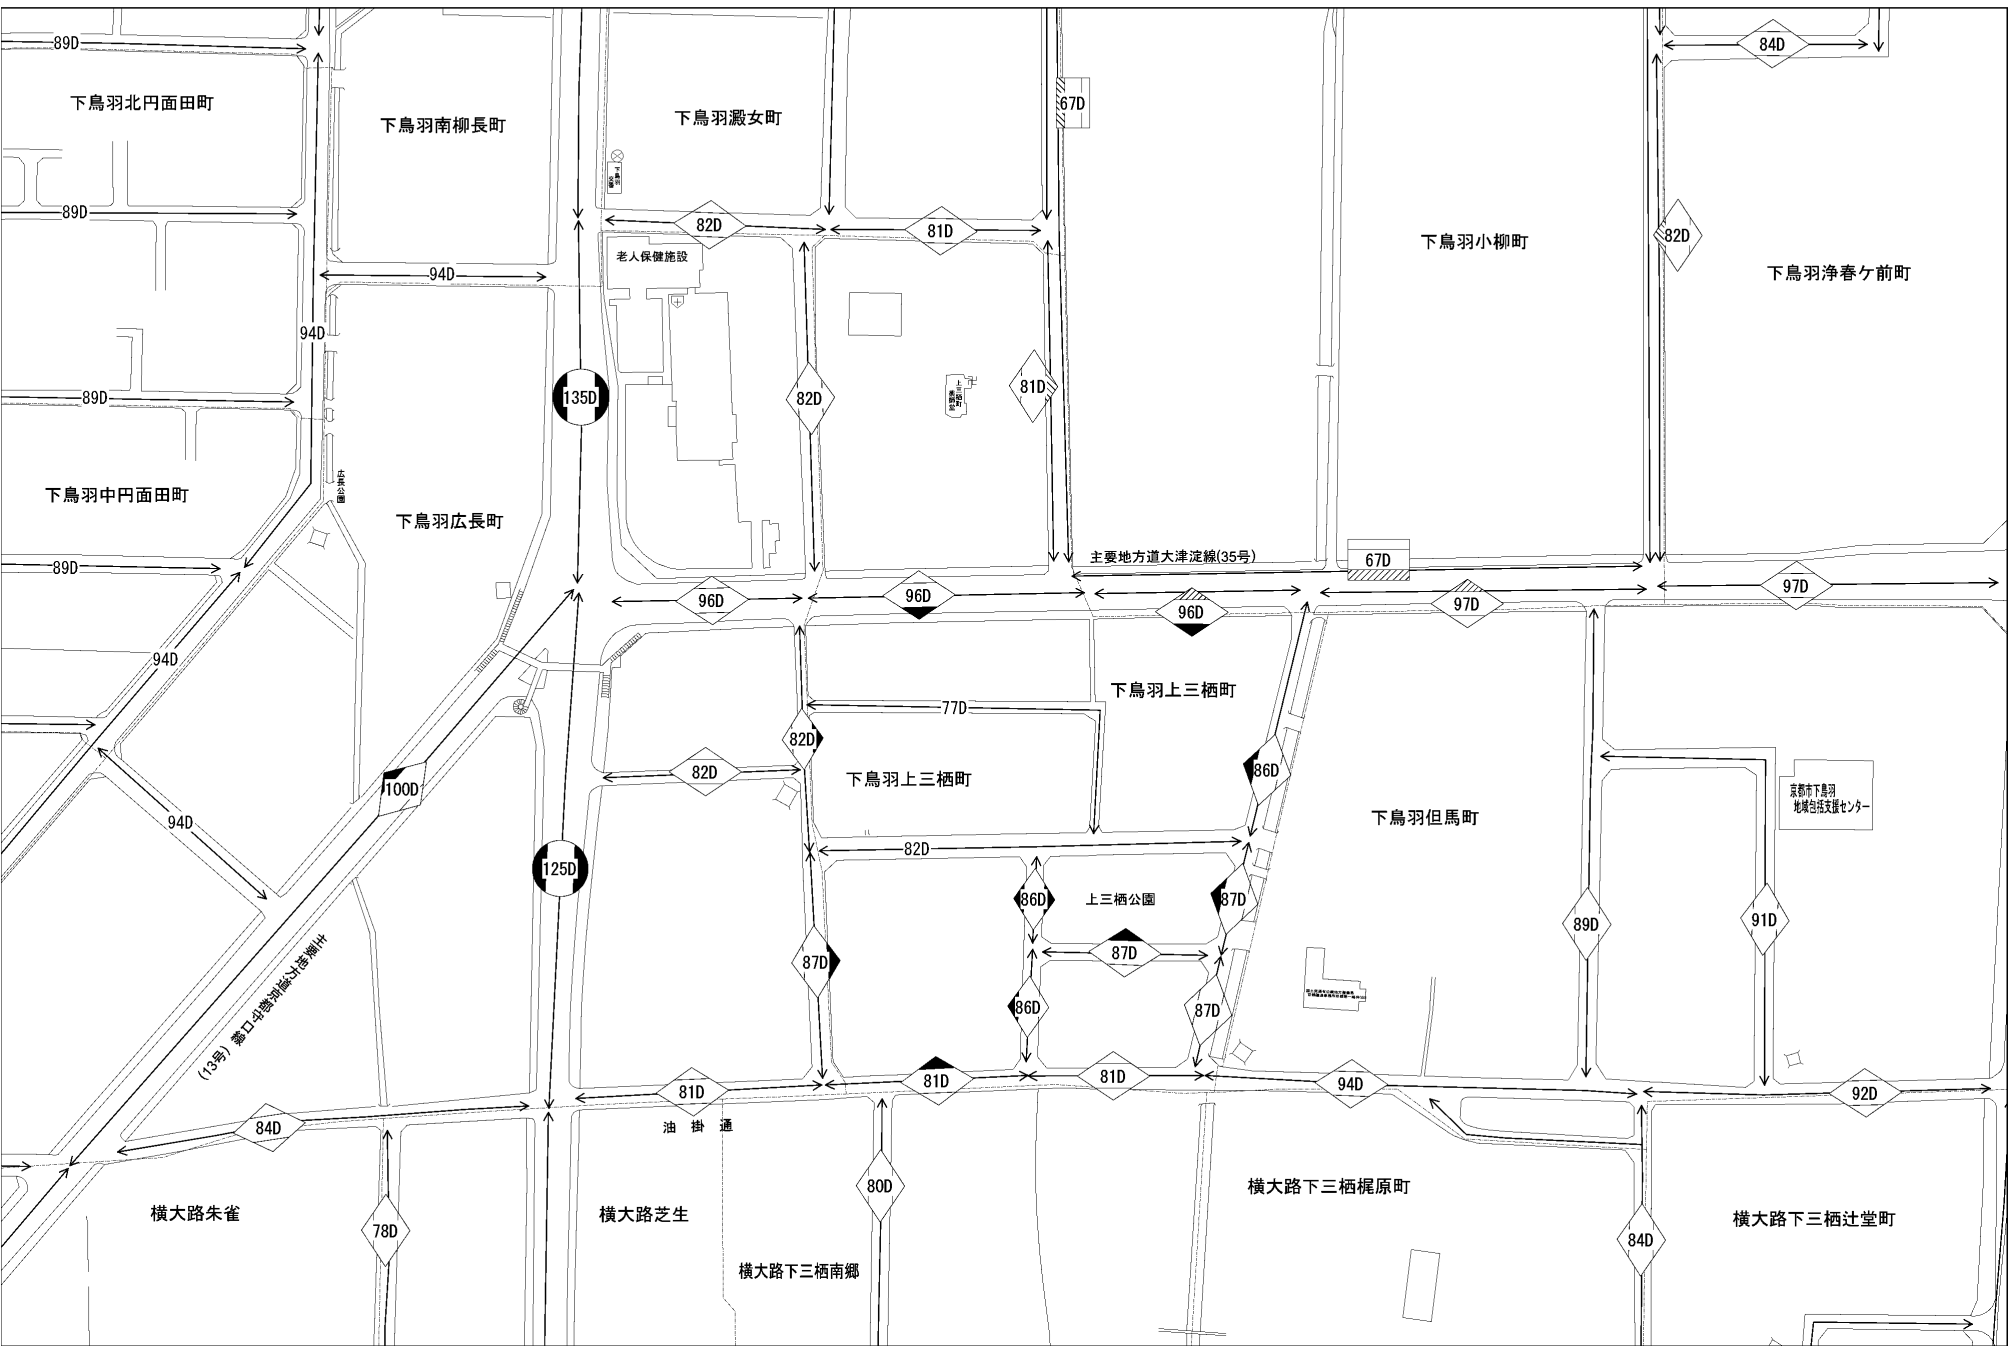 89D
84D
下鳥羽北円面田町
67D
下鳥羽南柳長町
下鳥羽澱女町
89D
82D
81D
82D
下鳥羽小柳町
下鳥羽浄春ケ前町
老人保健施設
94D
94D
81D
135D
82D
89D
上三栖町
広長公園
下鳥羽中円面田町
下鳥羽広長町
主要地方道大津淀線(35号)
67D
89D
96D
96D
96D
97D
97D
94D
下鳥羽上三栖町
77D
82D
82D
下鳥羽上三栖町
86D
100D
94D
下鳥羽但馬町
京都市下鳥羽
地域包括支援センター
82D
125D
86D
上三栖公園
87D
89D
91D
87D
87D
86D
87D
主要地方道京都守口線
(13号)
81D
81D
81D
94D
92D
84D
油掛通
80D
横大路下三栖梶原町
横大路朱雀
横大路芝生
横大路下三栖辻堂町
78D
84D
横大路下三栖南郷